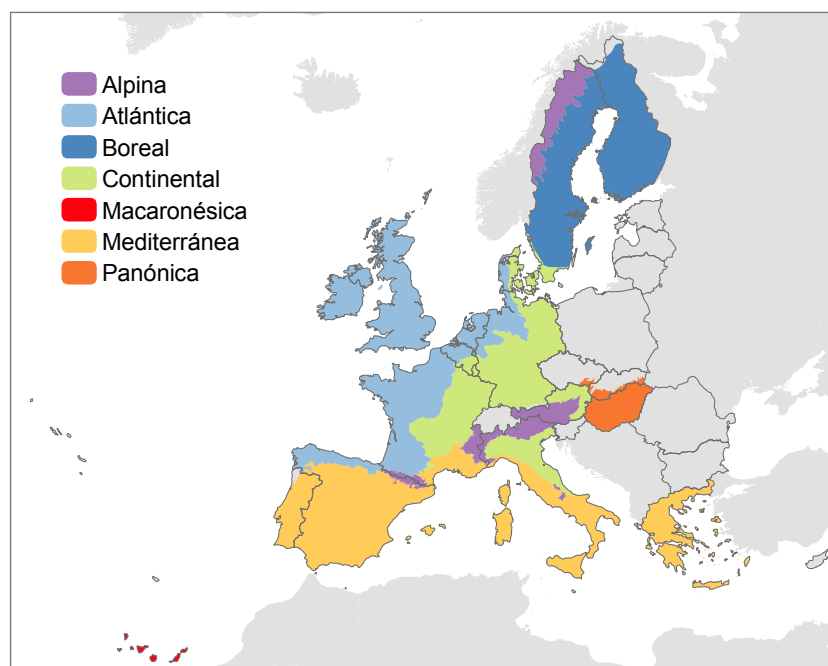 Alpina
Atlántica
Boreal
Continental
Macaronésica
Mediterránea
Panónica